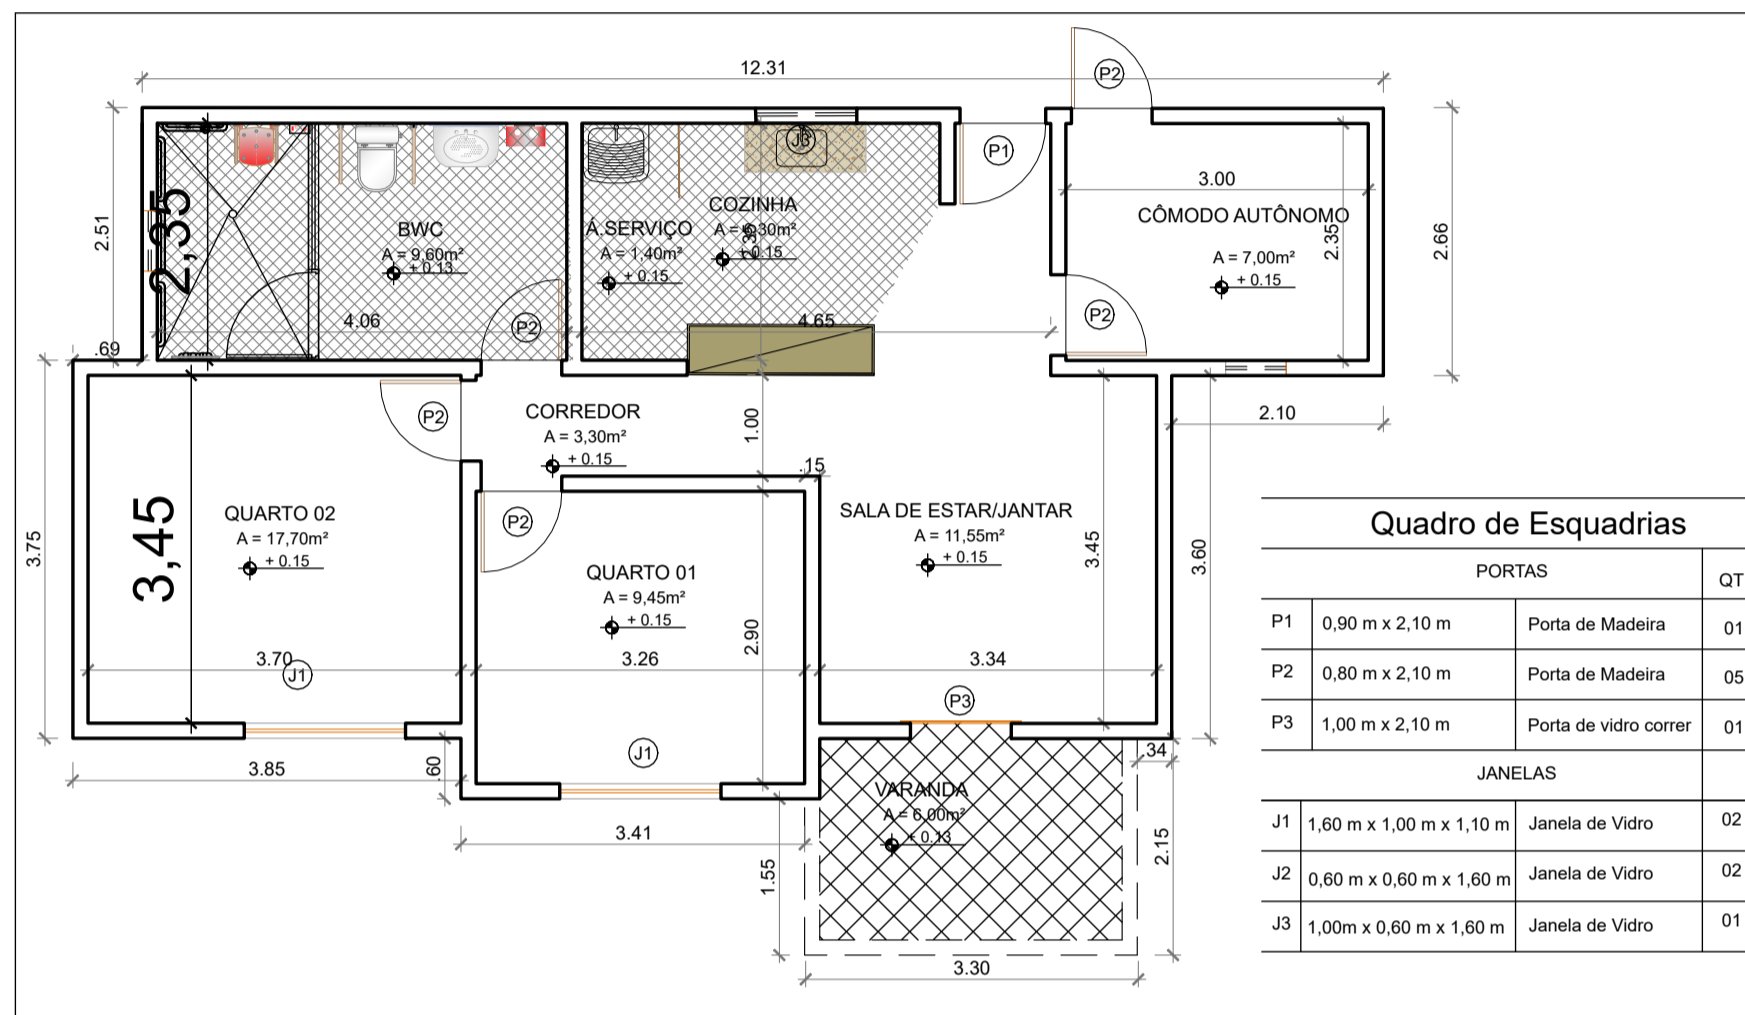 12.31
P2
2.51
2,35
BWC
A = 9,60m²
+ 0.13
4.06
P2
.69
Á.SERVIÇO
A = 1,40m²
+ 0.15
J3
COZINHA
+ 0.15
4.65
P1
3.00
CÔMODO AUTÔNOMO
A = 7,00m²
+ 0.15
2.35
2.66
P2
2.10
P2
CORREDOR
A = 3,30m²
+ 0.15
1.00
.15
3.75
3,45
QUARTO 02
A = 17,70m²
+ 0.15
3.70
J1
3.85
.60
P2
QUARTO 01
A = 9,45m²
+ 0.15
2.90
3.26
J1
3.41
SALA DE ESTAR/JANTAR
A = 11,55m²
+ 0.15
3.45
3.60
3.34
P3
.34
VARANDA
A = 6,00m²
+ 0.13
1.55
2.15
3.30
Quadro de Esquadrias
PORTAS QT
P1 0,90 m x 2,10 m Porta de Madeira 01
P2 0,80 m x 2,10 m Porta de Madeira 05
P3 1,00 m x 2,10 m Porta de vidro correr 01
JANELAS
J1 1,60 m x 1,00 m x 1,10 m Janela de Vidro 02
J2 0,60 m x 0,60 m x 1,60 m Janela de Vidro 02
J3 1,00m x 0,60 m x 1,60 m Janela de Vidro 01